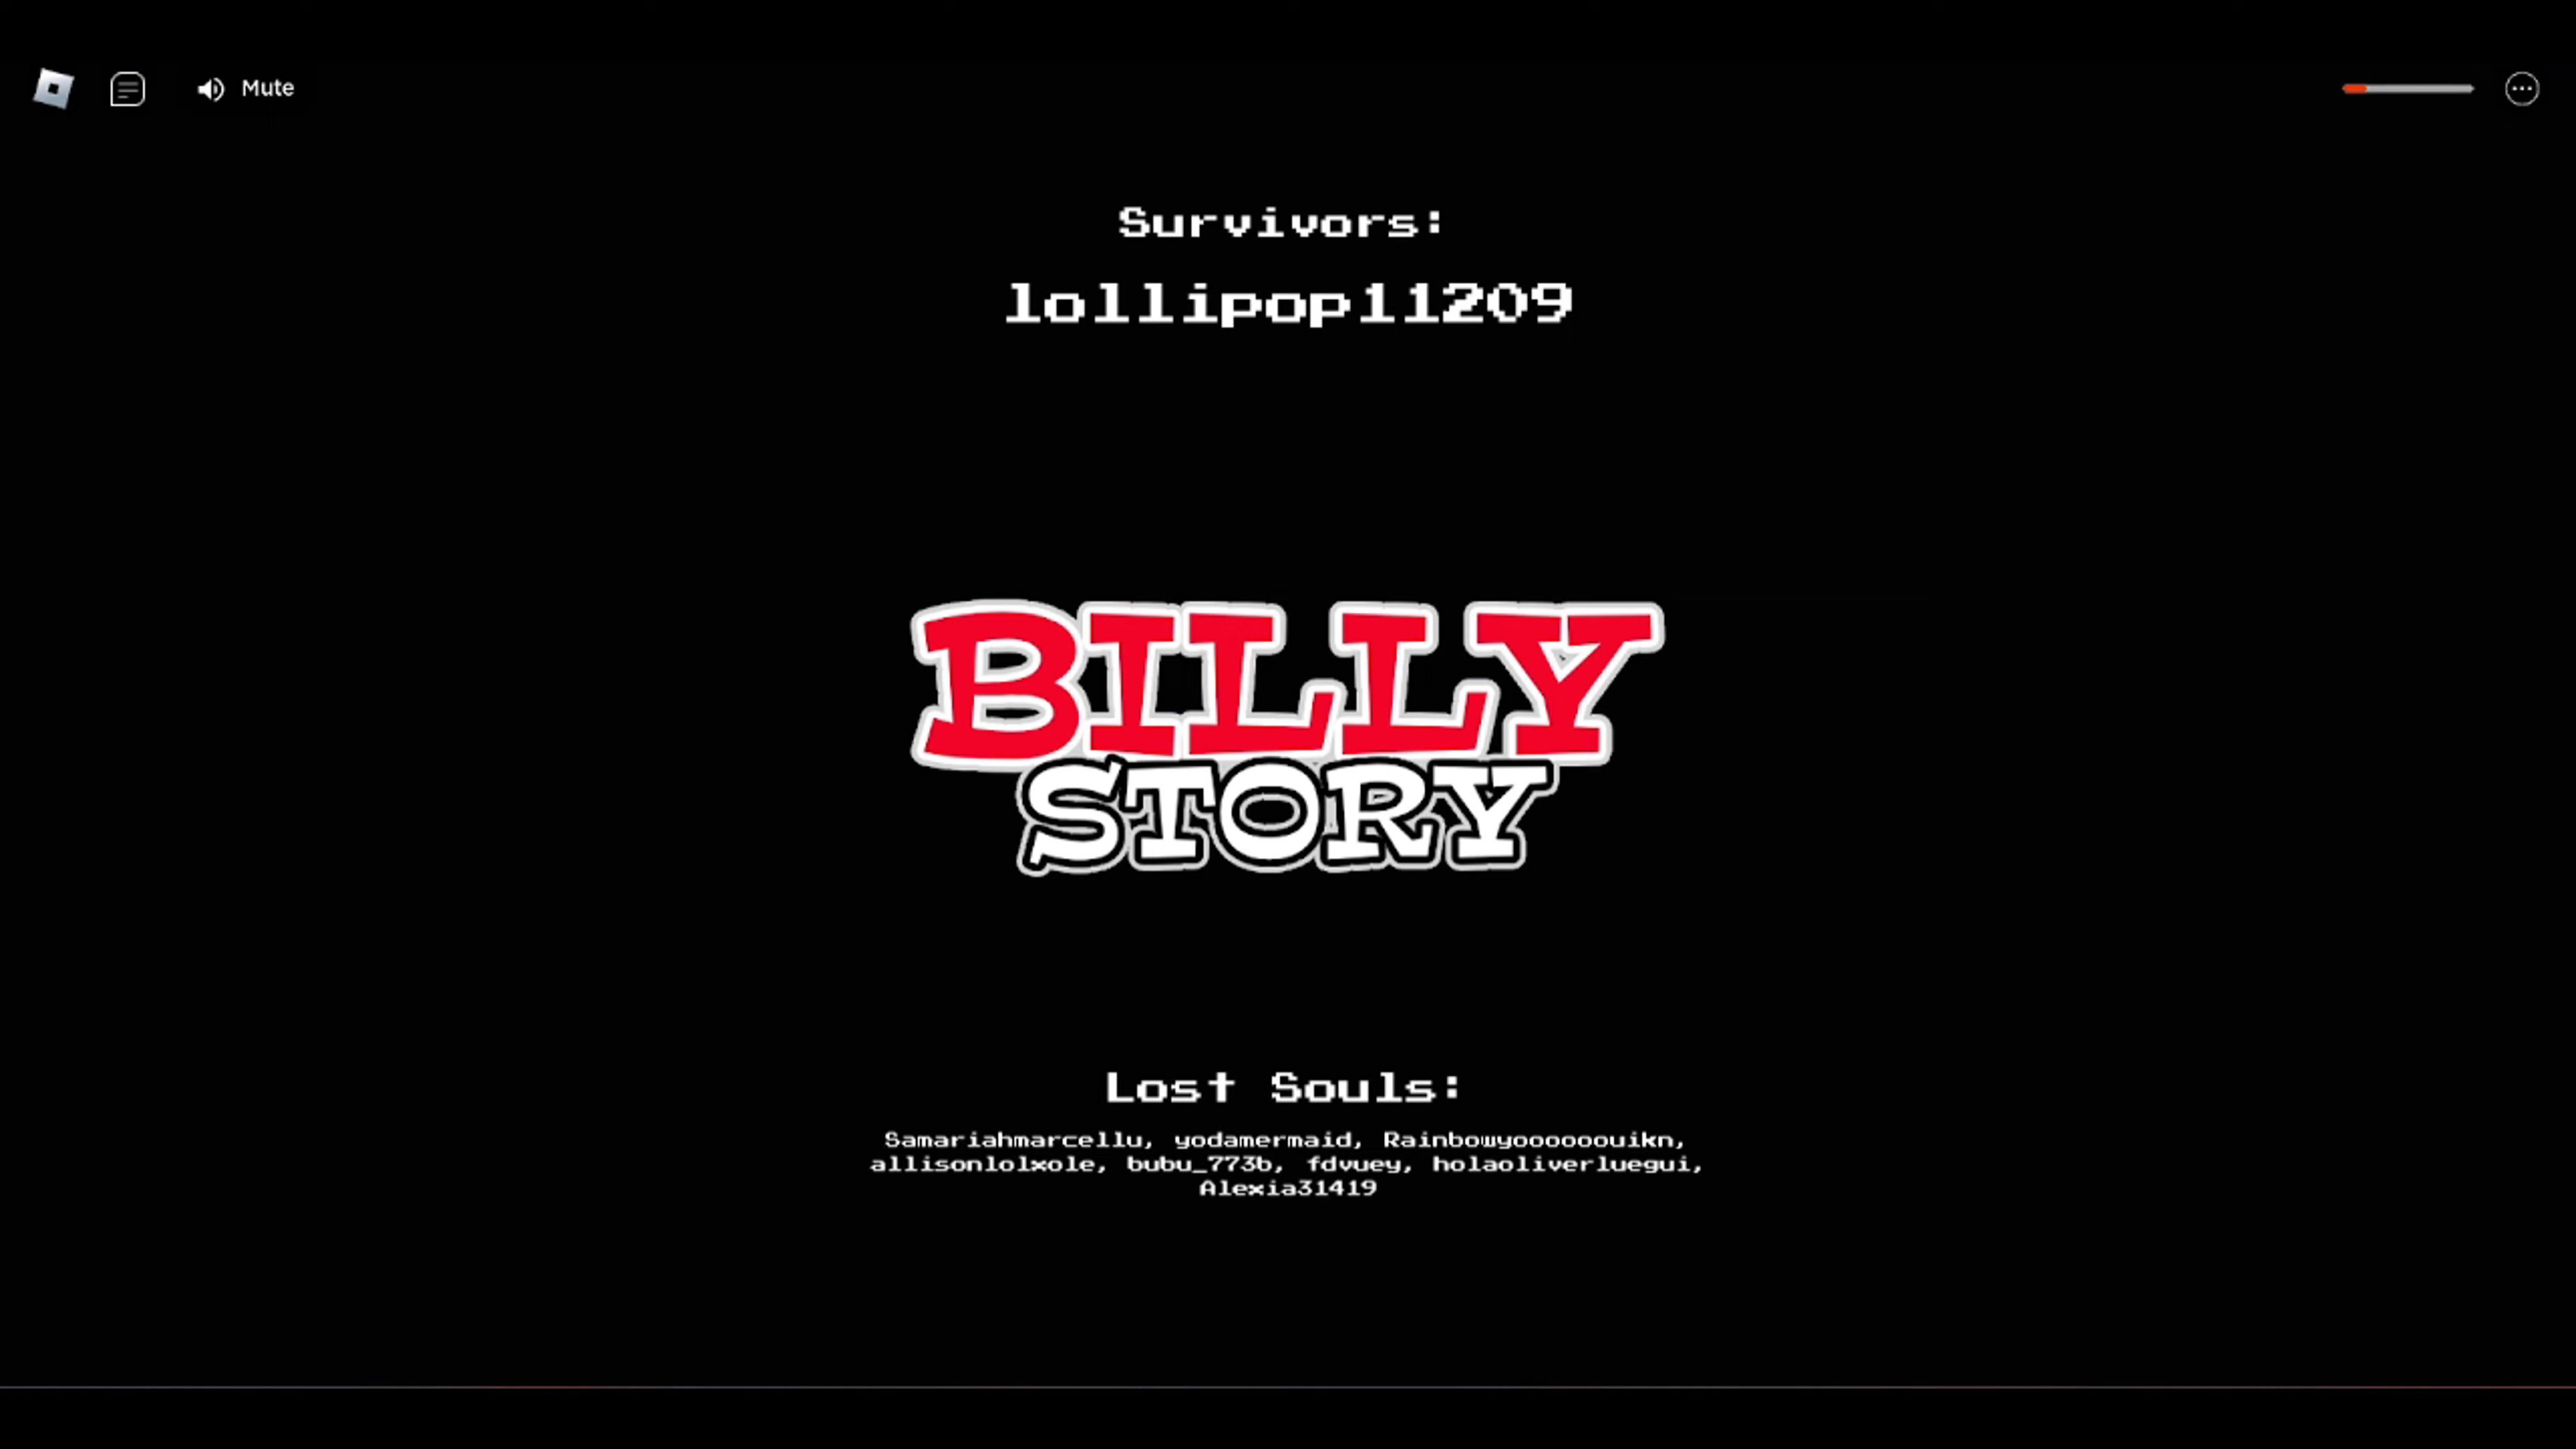 Mute
Survivors:
lollipop11209
BILLY
STORY
Lost Souls:
Samariahmarcellu, yodamermaid, Rainbowyoooooouikn,
allisonlolxole, bubu_773b, fdvuey, holaoliverluegui,
Alexia31419